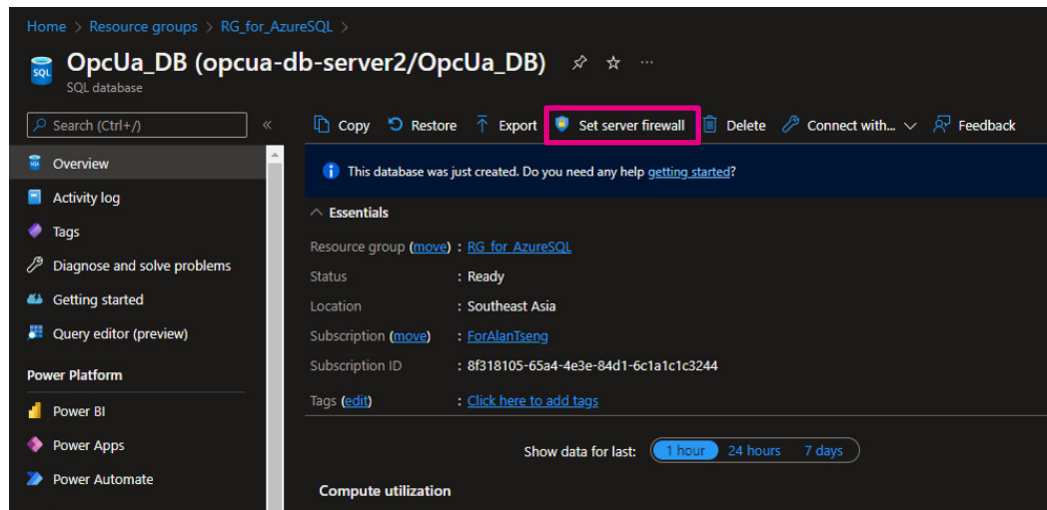 Home > Resource groups > RG_for_AzureSQL >
OpcUa_DB (opcua-db-server2/OpcUa_DB) ...
SQL database
Search (Ctrl+/) «
Copy Restore Export Set server firewall Delete Connect with... Feedback
Overview
Activity log
Tags
Diagnose and solve problems
Getting started
Query editor (preview)
Power Platform
Power BI
Power Apps
Power Automate
This database was just created. Do you need any help getting started?
Essentials
Resource group (move) : RG_for_AzureSQL
Status : Ready
Location : Southeast Asia
Subscription (move) : ForAlanTseng
Subscription ID : 8f318105-65a4-4e3e-84d1-6c1a1c1c3244
Tags (edit) : Click here to add tags
Show data for last: 1 hour 24 hours 7 days
Compute utilization